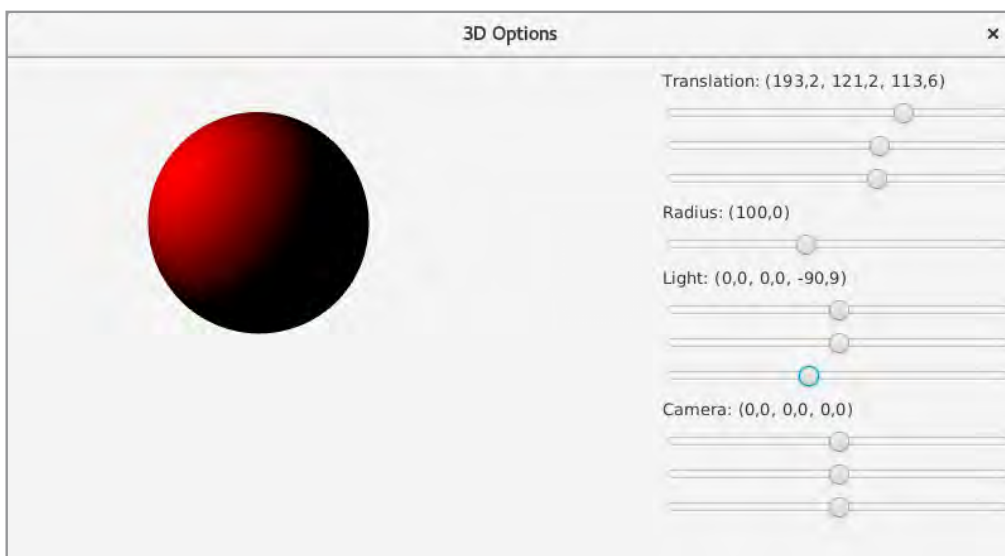 3D Options
Translation: (193,2, 121,2, 113,6)
Radius: (100,0)
Light: (0,0, 0,0, -90,9)
Camera: (0,0, 0,0, 0,0)